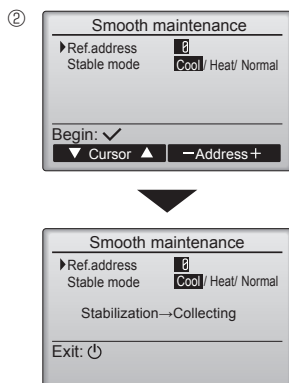 ②
Smooth maintenance
▶Ref.address 0
Stable mode Cool / Heat/ Normal
Begin: ✓
▼ Cursor ▲ −Address+
Smooth maintenance
▶Ref.address 0
Stable mode Cool / Heat/ Normal
Stabilization→Collecting
Exit: ⏻